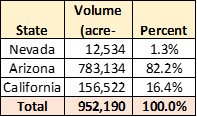 Volume
State (acre- Percent
Nevada 12,534 1.3%
Arizona 783,134 82.2%
California 156,522 16.4%
Total 952,190 100.0%